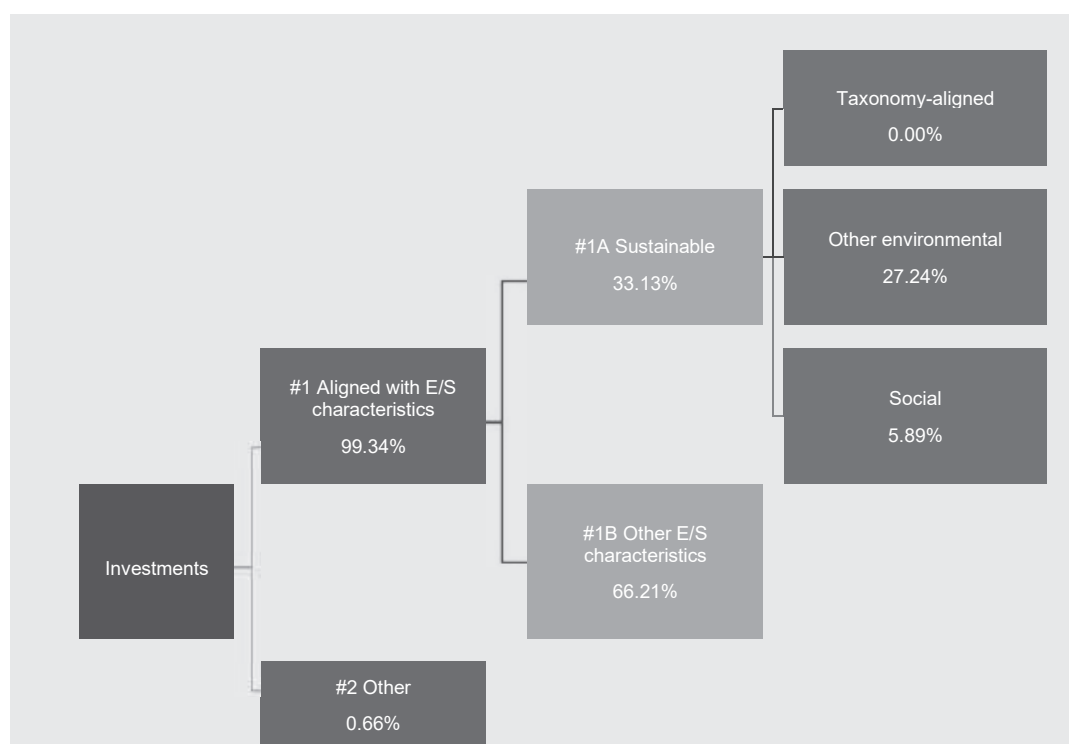 Taxonomy-aligned
0.00%
#1A Sustainable
33.13%
Other environmental
27.24%
#1 Aligned with E/S
characteristics
99.34%
Social
5.89%
Investments
#1B Other E/S
characteristics
66.21%
#2 Other
0.66%